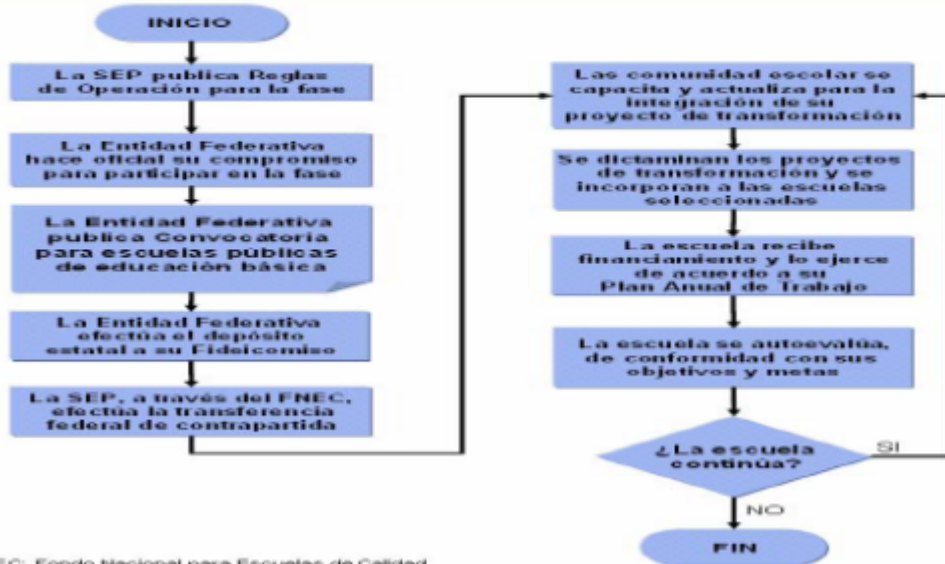 INICIO
La SEP publica Reglas
de Operación para la fase
La Entidad Federativa
hace oficial su compromiso
para participar en la fase
La Entidad Federativa
publica Convocatoria
para escuelas públicas
de educación básica
La Entidad Federativa
efectúa el depósito
estatal a su Fideicomiso
La SEP, a través del FNEC,
efectúa la transferencia
federal de contrapartida
Las comunidad escolar se
capacita y actualiza para la
integración de su
proyecto de transformación
Se dictaminan los proyectos
de transformación y se
incorporan a las escuelas
seleccionadas
La escuela recibe
financiamiento y lo ejerce
de acuerdo a su
Plan Anual de Trabajo
La escuela se autoevalúa,
de conformidad con sus
objetivos y metas
¿La escuela
continúa?
SI
NO
FIN
EC: Fondo Nacional para Escuelas de Calidad